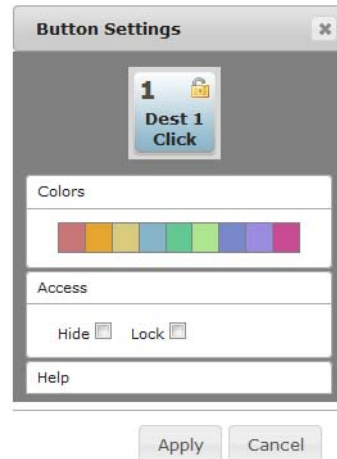 Button Settings
1
Dest 1
Click
Colors
Access
Hide Lock
Help
Apply Cancel